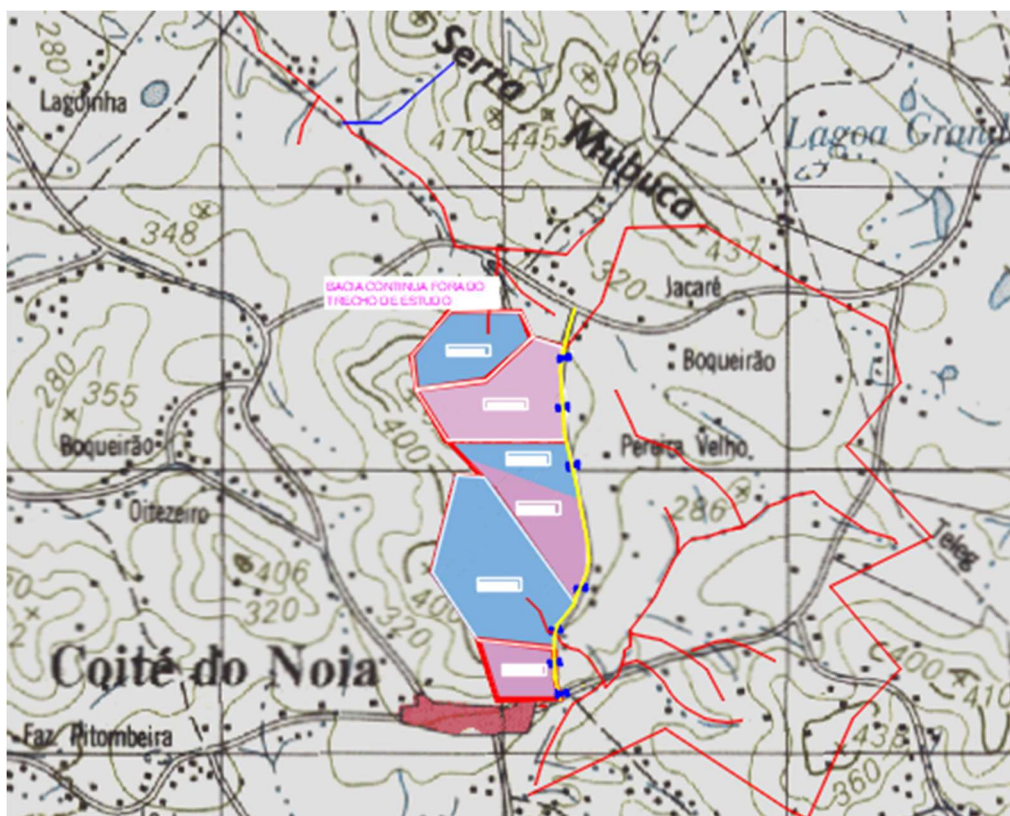 280
Lagoinha
Serra
466
470
445
Mubuca
Lagoa Grand
348
437
320
Jacaré
BACIA CONTINUA FORA DO
TRECHO DE ESTUDO
280
355
400
Boqueirão
Boqueirão
Pereira Velho
Oitezeiro
286
Teleg
406
320
320
400
Coité do Noia
400
410
Faz. Pitombeira
438
360